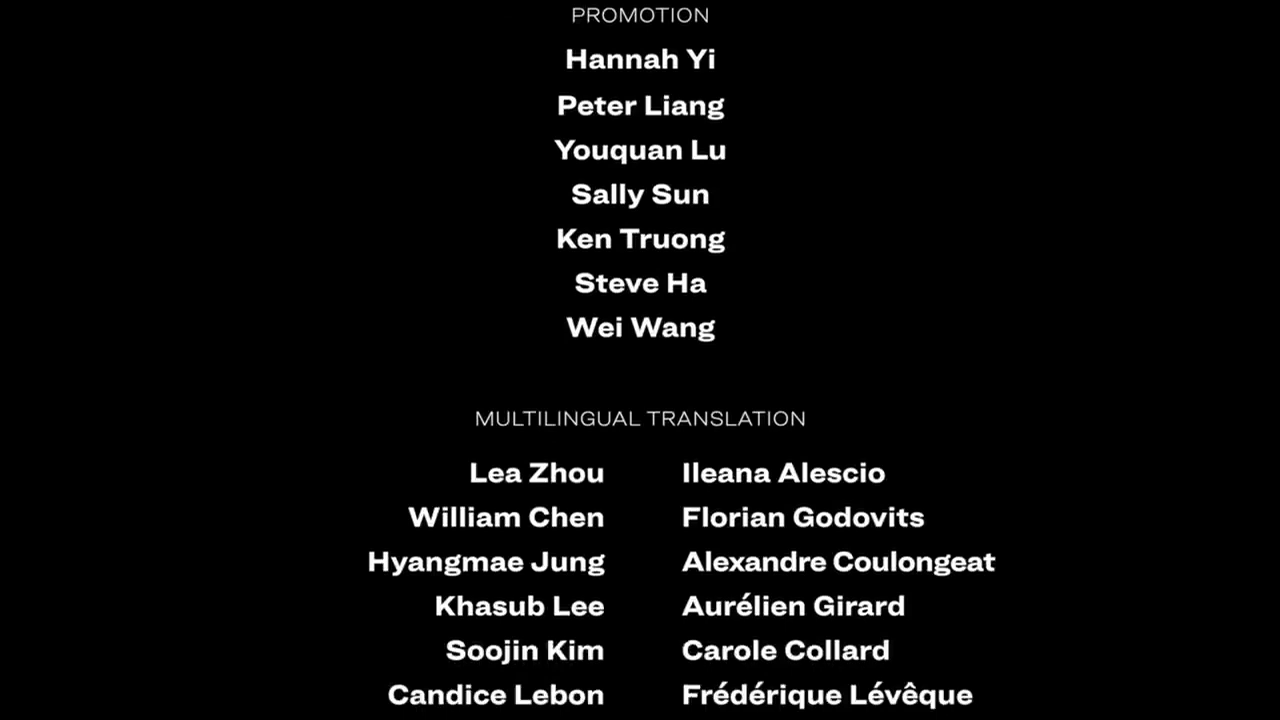 PROMOTION
Hannah Yi
Peter Liang
Youquan Lu
Sally Sun
Ken Truong
Steve Ha
Wei Wang
MULTILINGUAL TRANSLATION
Lea Zhou Ileana Alescio
William Chen Florian Godovits
Hyangmae Jung Alexandre Coulongeat
Khasub Lee Aurélien Girard
Soojin Kim Carole Collard
Candice Lebon Frédérique Lévêque